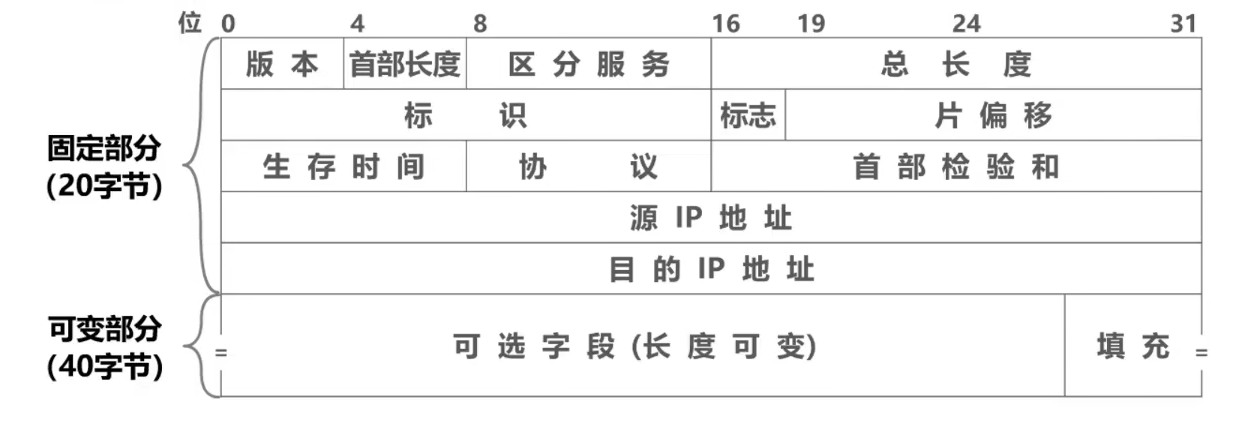 位 0 4 8 16 19 24 31
版本 首部长度 区分服务 总长度
标识 标志 片偏移
固定部分
(20字节)
生存时间 协议 首部检验和
源 IP 地址
目的 IP 地址
可变部分
(40字节)
可选字段 (长度可变) 填充
= =